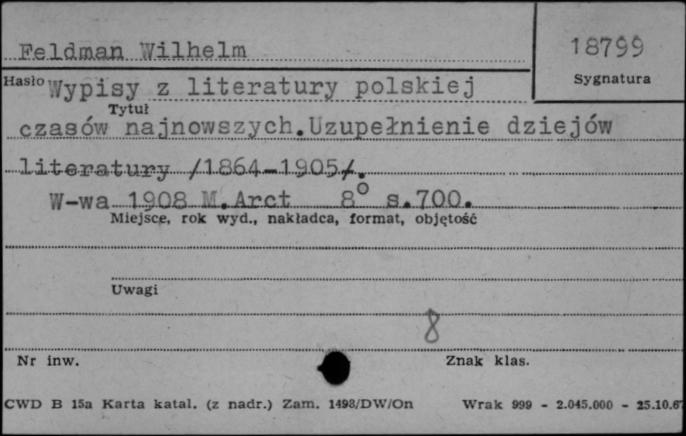 Feldman Wilhelm
18799
Sygnatura
Hasło Wypisy z literatury polskiej
Tytuł
czasów najnowszych.Uzupełnienie dziejów
literatury /1864-1905/.
W-wa 1908 M.Arct 8° s.700.
Miejsce, rok wyd., nakładca, format, objętość
Uwagi
8
Nr inw.
Znak klas.
CWD B 15a Karta katal. (z nadr.) Zam. 1498/DW/On Wrak 999 - 2.045.000 - 25.10.67